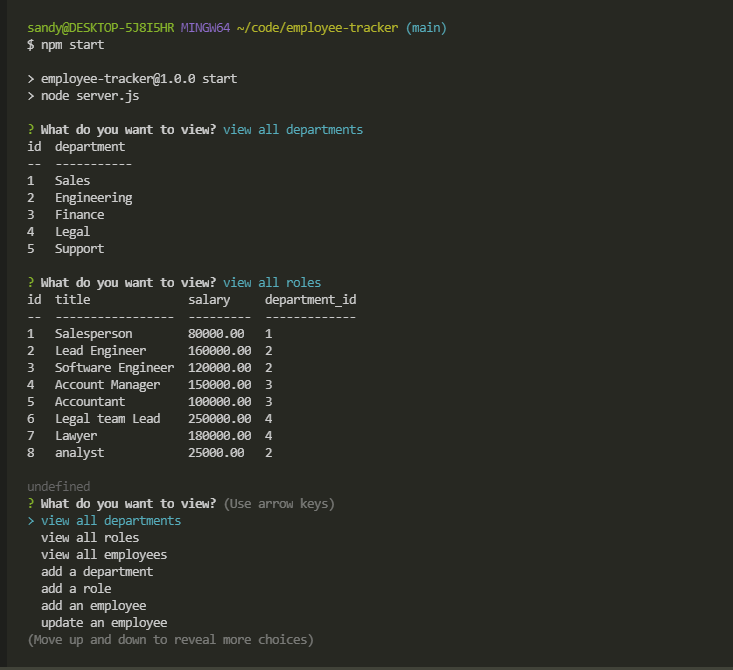 sandy@DESKTOP-5J8I5HR MINGW64 ~/code/employee-tracker (main)
$ npm start
> employee-tracker@1.0.0 start
> node server.js
? What do you want to view? view all departments
id  department
--  -----------
1   Sales
2   Engineering
3   Finance
4   Legal
5   Support
? What do you want to view? view all roles
id  title              salary     department_id
--  -----------------  ---------  -------------
1   Salesperson        80000.00   1
2   Lead Engineer      160000.00  2
3   Software Engineer  120000.00  2
4   Account Manager    150000.00  3
5   Accountant         100000.00  3
6   Legal team Lead    250000.00  4
7   Lawyer             180000.00  4
8   analyst            25000.00   2
undefined
? What do you want to view? (Use arrow keys)
> view all departments
  view all roles
  view all employees
  add a department
  add a role
  add an employee
  update an employee
(Move up and down to reveal more choices)